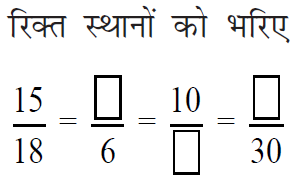 रिक्त स्थानों को भरिए
15/18 = □/6 = 10/□ = □/30